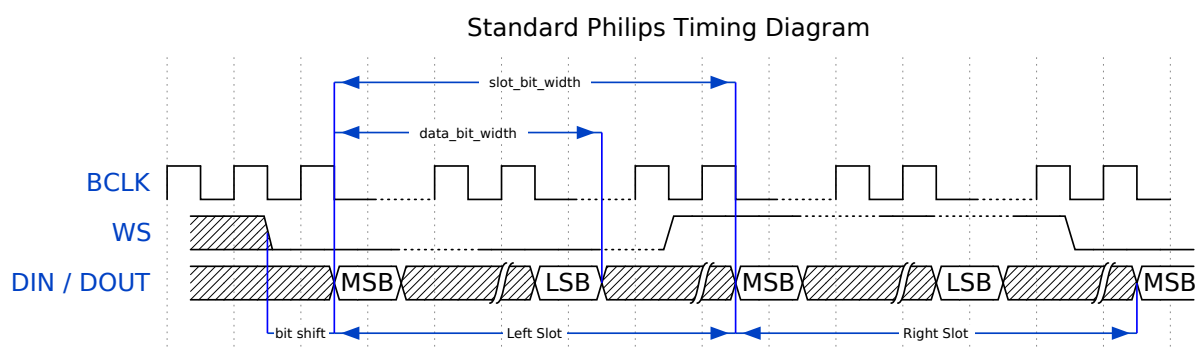 Standard Philips Timing Diagram
slot_bit_width
data_bit_width
BCLK
WS
DIN / DOUT
MSB
LSB
MSB
LSB
MSB
bit shift
Left Slot
Right Slot